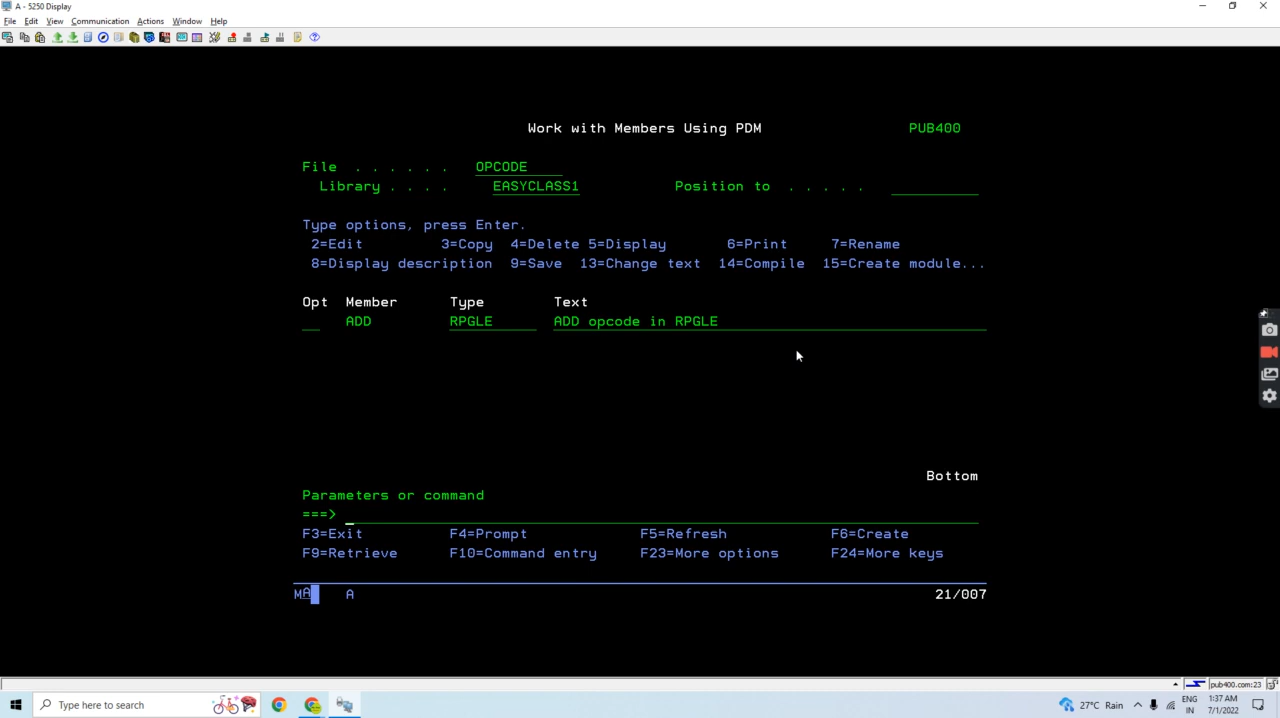 A - 5250 Display
File Edit View Communication Actions Window Help
Work with Members Using PDM PUB400
File . . . . . . OPCODE
Library . . . . EASYCLASS1 Position to . . . . .
Type options, press Enter.
2=Edit 3=Copy 4=Delete 5=Display 6=Print 7=Rename
8=Display description 9=Save 13=Change text 14=Compile 15=Create module...
Opt Member Type Text
ADD RPGLE ADD opcode in RPGLE
Bottom
Parameters or command
===>
F3=Exit F4=Prompt F5=Refresh F6=Create
F9=Retrieve F10=Command entry F23=More options F24=More keys
MA A 21/007
pub400.com:23
Type here to search 27°C Rain ENG 1:37 AM
IN 7/1/2022